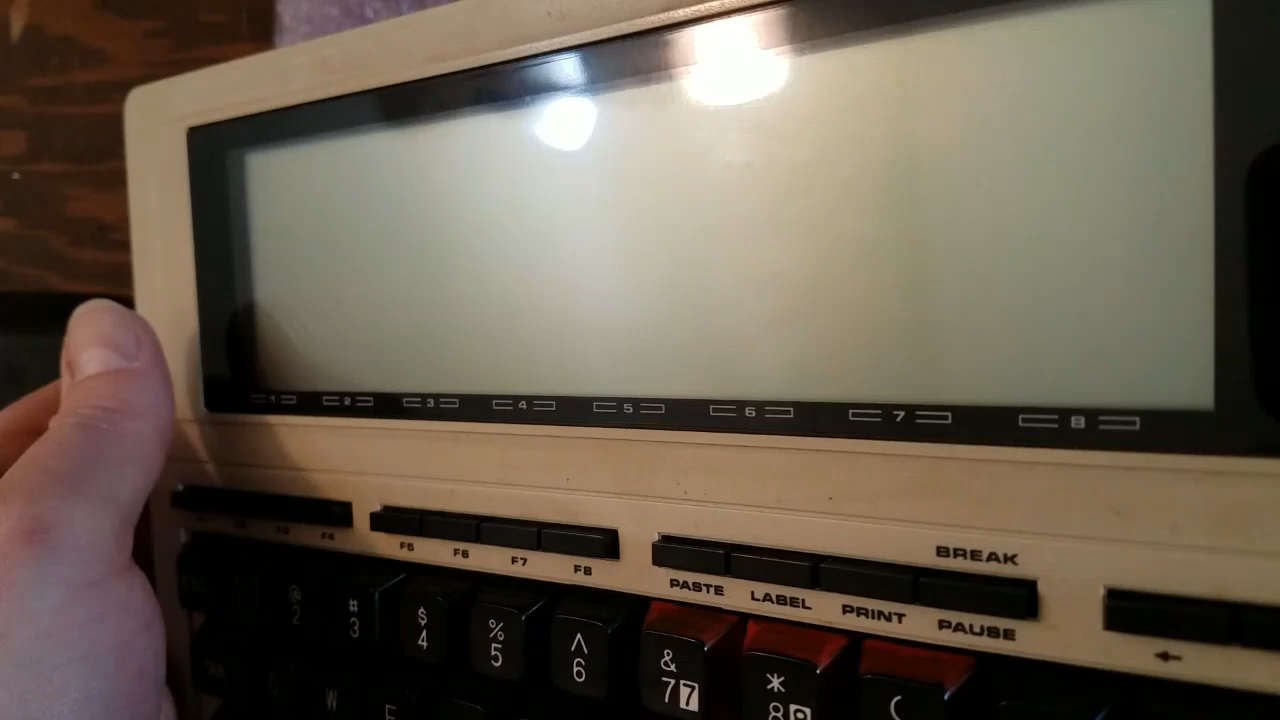 1 2 3 4 5 6 7 8
BREAK
F3 F4 F5 F6 F7 F8 PASTE LABEL PRINT PAUSE ←
@ # $ % ^ & *
2 3 4 5 6 7 7 8
W